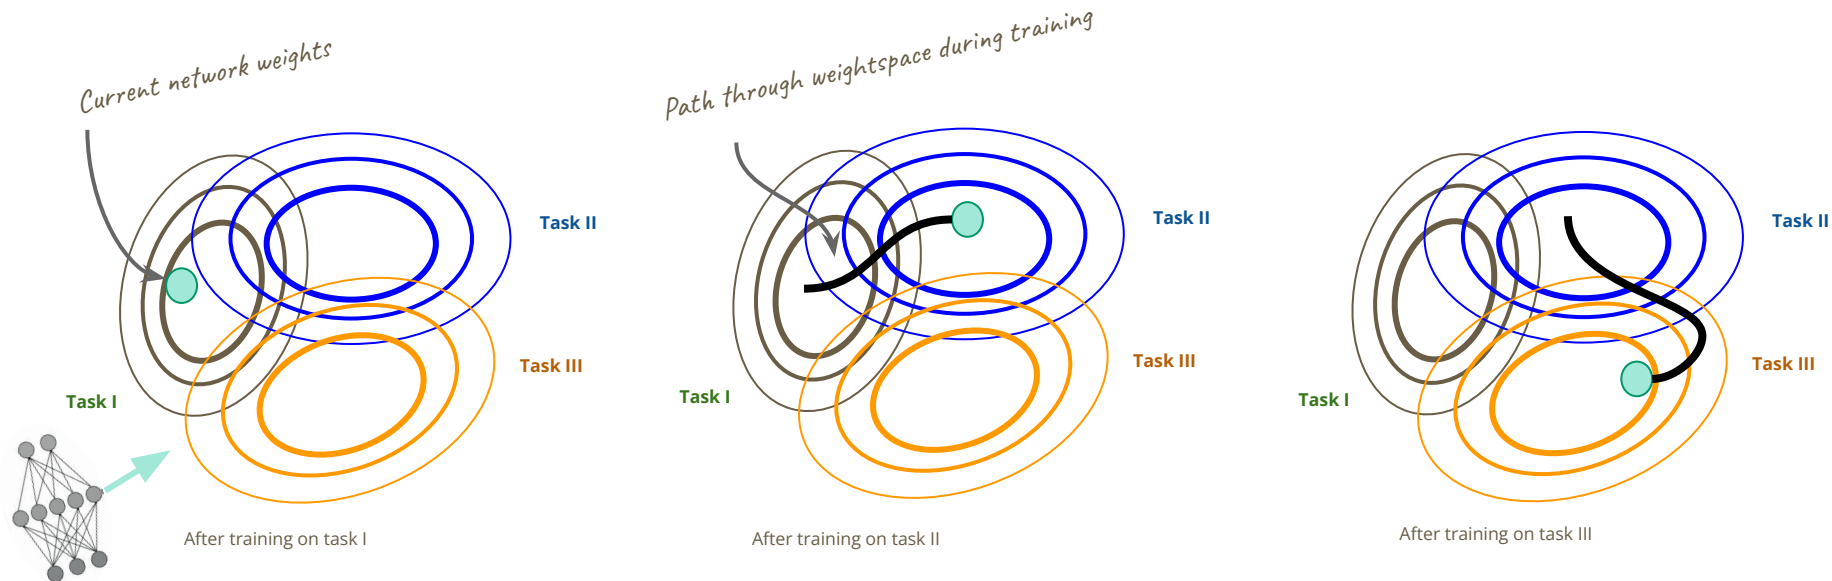 Current network weights
Task II
Task III
Task I
After training on task I
Path through weightspace during training
Task II
Task III
Task I
After training on task II
Task II
Task III
Task I
After training on task III